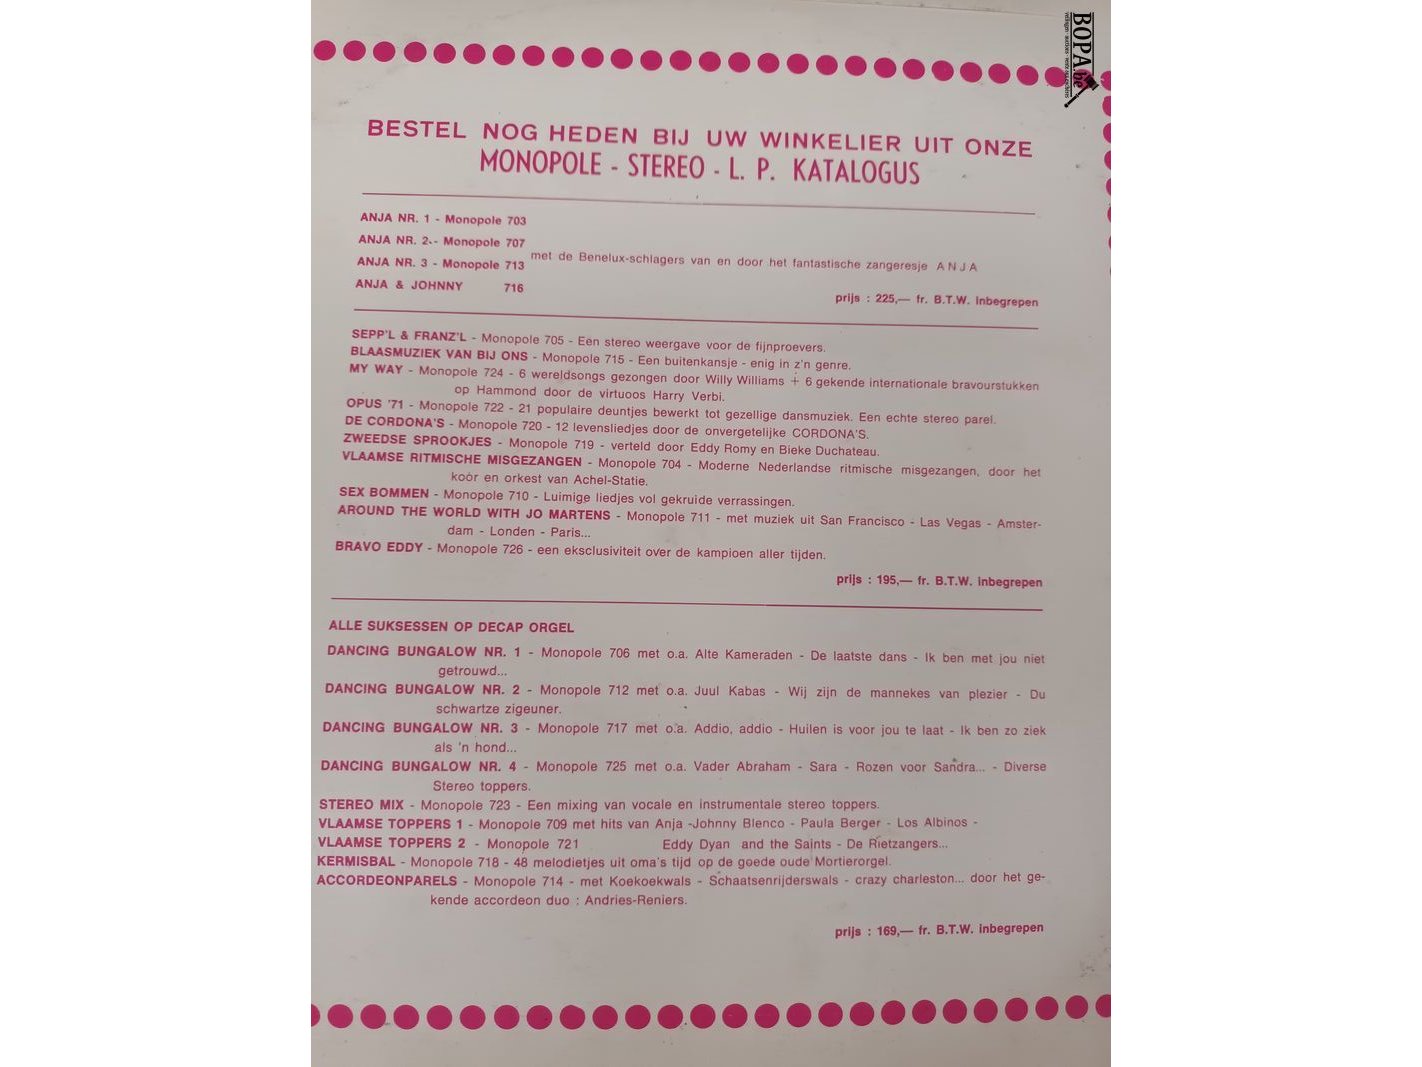 BOPA.be
BESTEL NOG HEDEN BIJ UW WINKELIER UIT ONZE
MONOPOLE - STEREO - L. P. KATALOGUS
ANJA NR. 1 - Monopole 703
ANJA NR. 2 - Monopole 707
met de Benelux-schlagers van en door het fantastische zangeresje ANJA
ANJA NR. 3 - Monopole 713
ANJA & JOHNNY 716
prijs : 225,— fr. B.T.W. inbegrepen
SEPP'L & FRANZ'L - Monopole 705 - Een stereo weergave voor de fijnproevers.
BLAASMUZIEK VAN BIJ ONS - Monopole 715 - Een buitenkansje - enig in z'n genre.
MY WAY - Monopole 724 - 6 wereldsongs gezongen door Willy Williams + 6 gekende internationale bravourstukken
op Hammond door de virtuoos Harry Verbi.
OPUS '71 - Monopole 722 - 21 populaire deuntjes bewerkt tot gezellige dansmuziek. Een echte stereo parel.
DE CORDONA'S - Monopole 720 - 12 levensliedjes door de onvergetelijke CORDONA'S.
ZWEEDSE SPROOKJES - Monopole 719 - verteld door Eddy Romy en Bieke Duchateau.
VLAAMSE RITMISCHE MISGEZANGEN - Monopole 704 - Moderne Nederlandse ritmische misgezangen, door het
koor en orkest van Achel-Statie.
SEX BOMMEN - Monopole 710 - Luimige liedjes vol gekruide verrassingen.
AROUND THE WORLD WITH JO MARTENS - Monopole 711 - met muziek uit San Francisco - Las Vegas - Amster-
dam - Londen - Paris...
BRAVO EDDY - Monopole 726 - een eksclusiviteit over de kampioen aller tijden.
prijs : 195,— fr. B.T.W. inbegrepen
ALLE SUKSESSEN OP DECAP ORGEL
DANCING BUNGALOW NR. 1 - Monopole 706 met o.a. Alte Kameraden - De laatste dans - Ik ben met jou niet
getrouwd...
DANCING BUNGALOW NR. 2 - Monopole 712 met o.a. Juul Kabas - Wij zijn de mannekes van plezier - Du
schwartze zigeuner.
DANCING BUNGALOW NR. 3 - Monopole 717 met o.a. Addio, addio - Huilen is voor jou te laat - Ik ben zo ziek
als 'n hond...
DANCING BUNGALOW NR. 4 - Monopole 725 met o.a. Vader Abraham - Sara - Rozen voor Sandra... - Diverse
Stereo toppers.
STEREO MIX - Monopole 723 - Een mixing van vocale en instrumentale stereo toppers.
VLAAMSE TOPPERS 1 - Monopole 709 met hits van Anja -Johnny Blenco - Paula Berger - Los Albinos -
VLAAMSE TOPPERS 2 - Monopole 721 Eddy Dyan and the Saints - De Rietzangers...
KERMISBAL - Monopole 718 - 48 melodietjes uit oma's tijd op de goede oude Mortierorgel.
ACCORDEONPARELS - Monopole 714 - met Koekoekwals - Schaatsenrijderswals - crazy charleston... door het ge-
kende accordeon duo : Andries-Reniers.
prijs : 169,— fr. B.T.W. inbegrepen